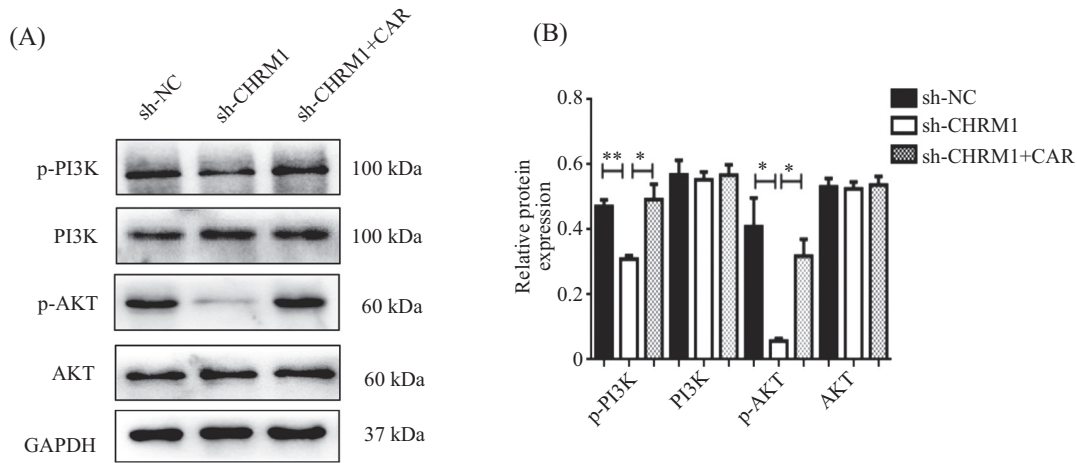 (A)
sh-NC
sh-CHRM1
sh-CHRM1+CAR
p-PI3K
100 kDa
PI3K
100 kDa
p-AKT
60 kDa
AKT
60 kDa
GAPDH
37 kDa
(B)
sh-NC
sh-CHRM1
sh-CHRM1+CAR
Relative protein
expression
0.8
0.6
0.4
0.2
0
** *
* *
p-PI3K
PI3K
p-AKT
AKT